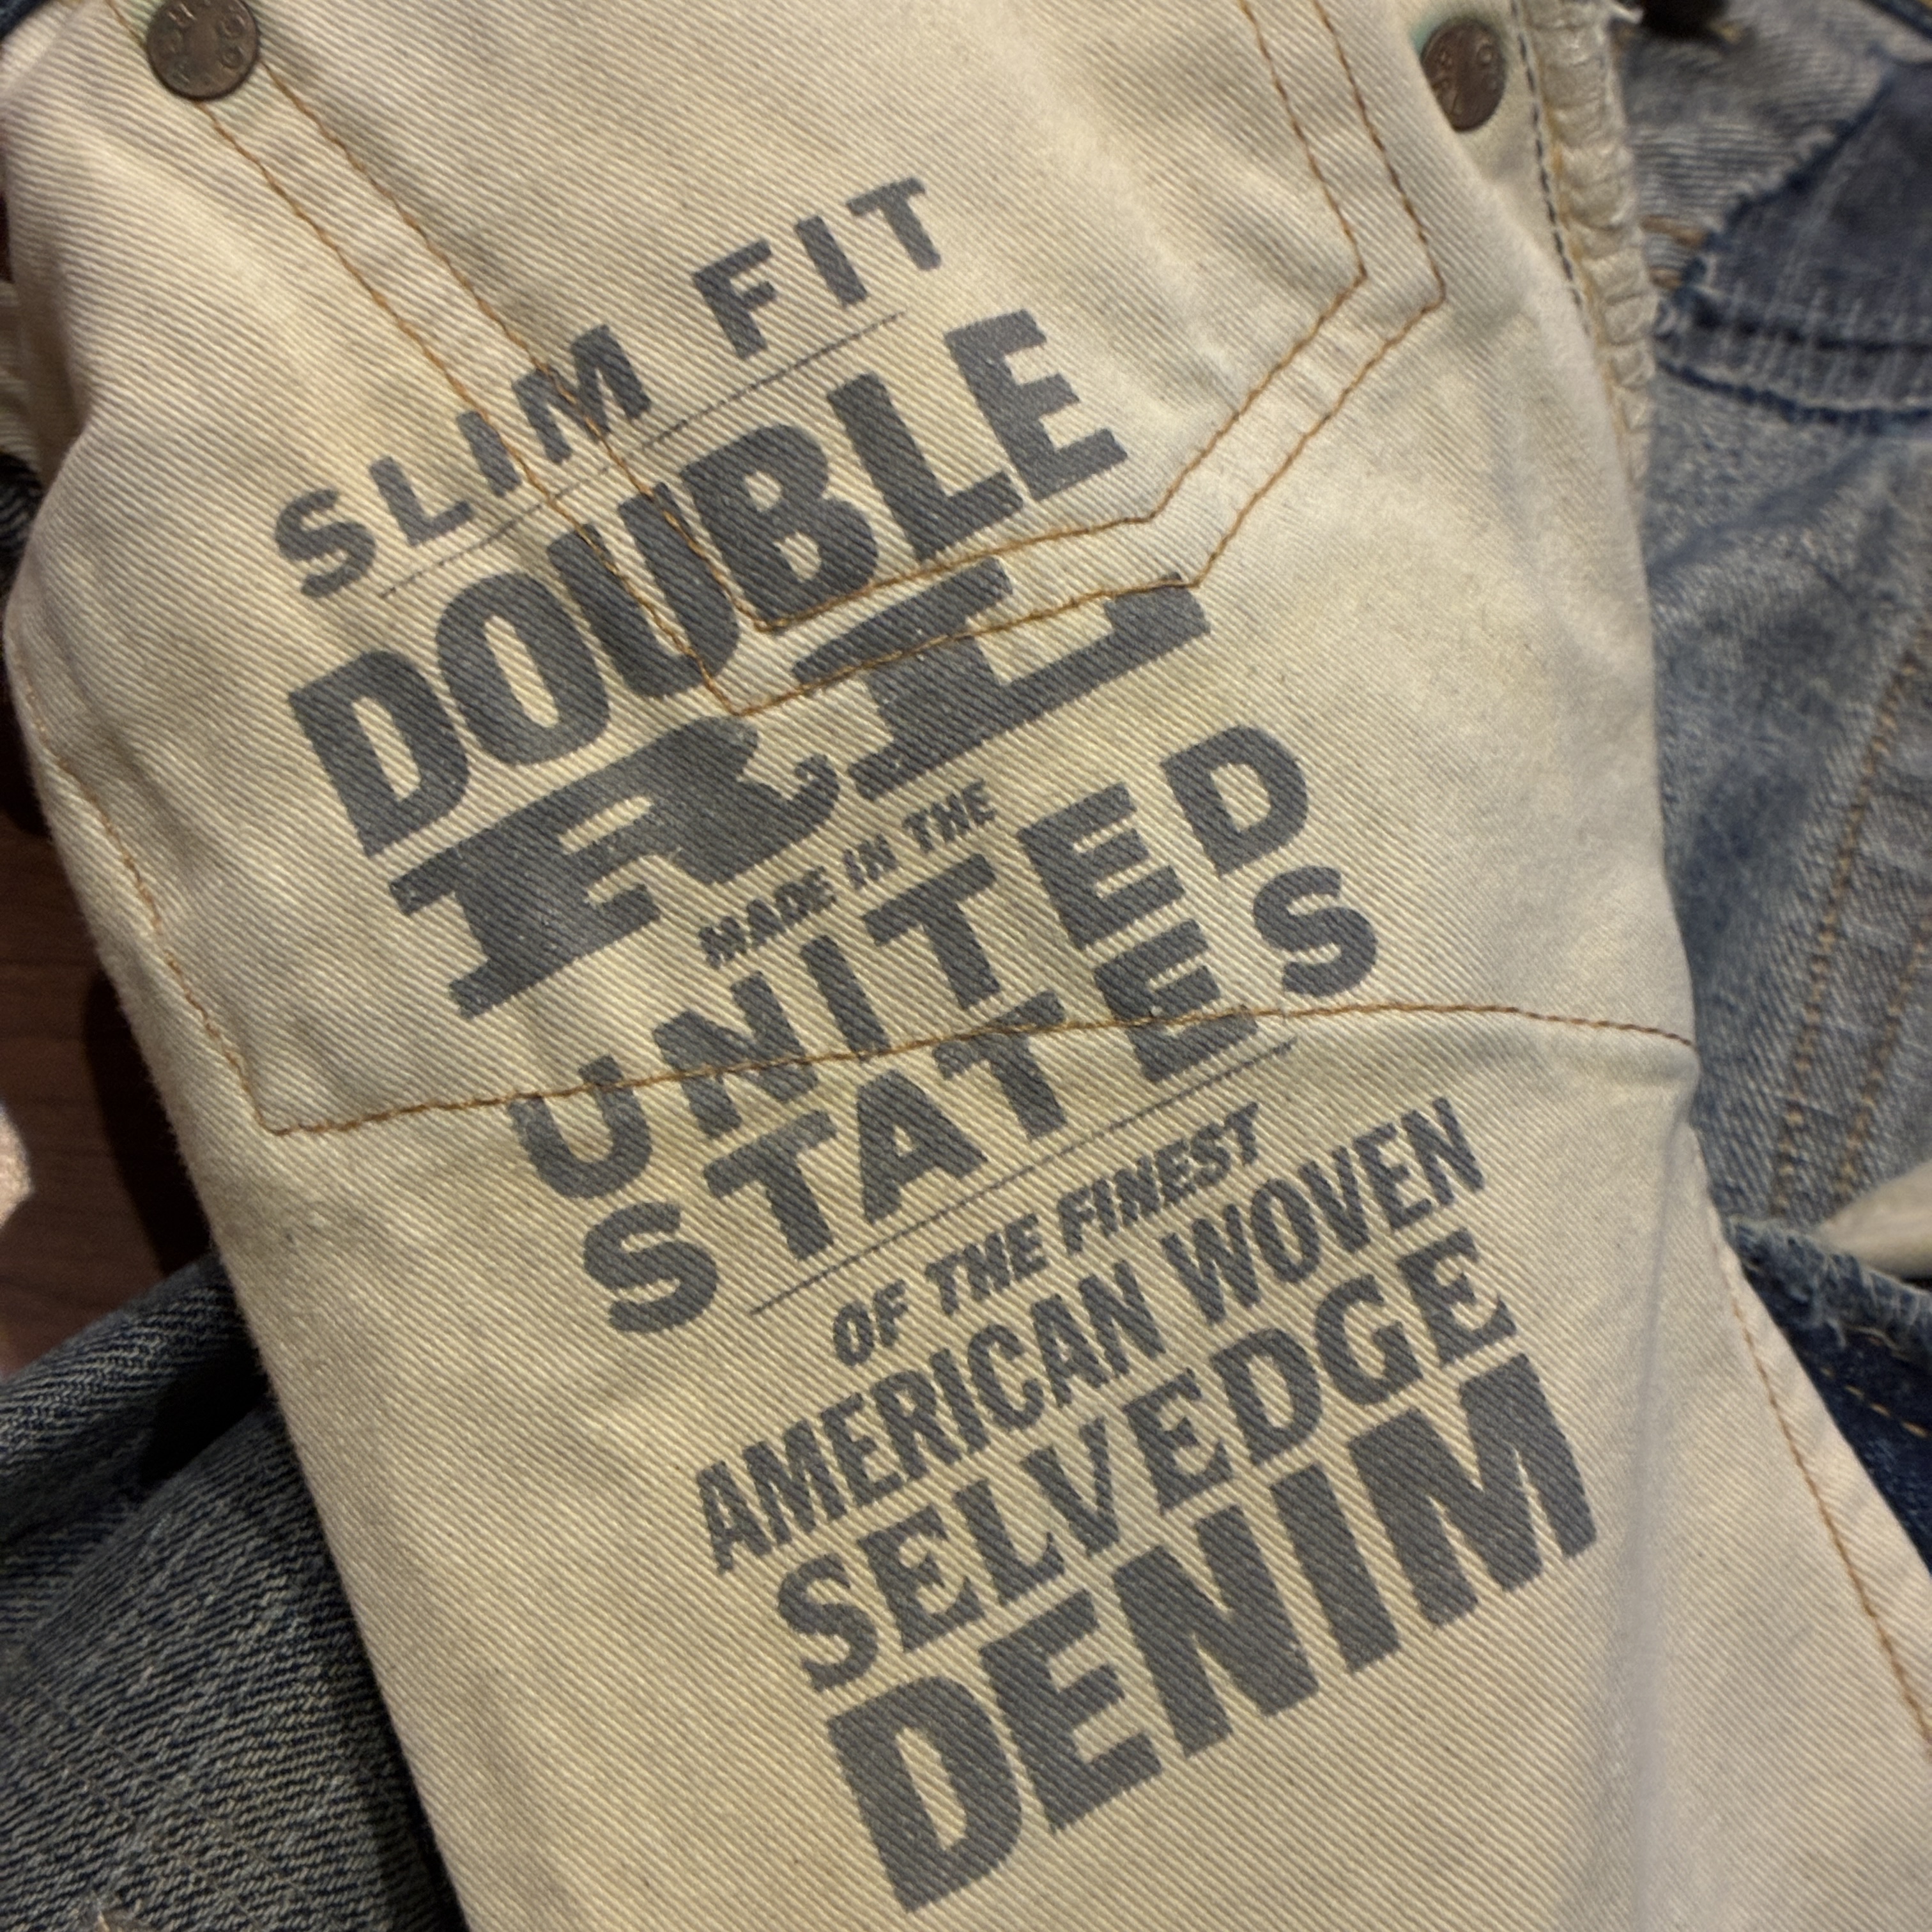 SLIM FIT
DOUBLE
RL
MADE IN THE
UNITED
STATES
OF THE FINEST
AMERICAN WOVEN
SELVEDGE
DENIM